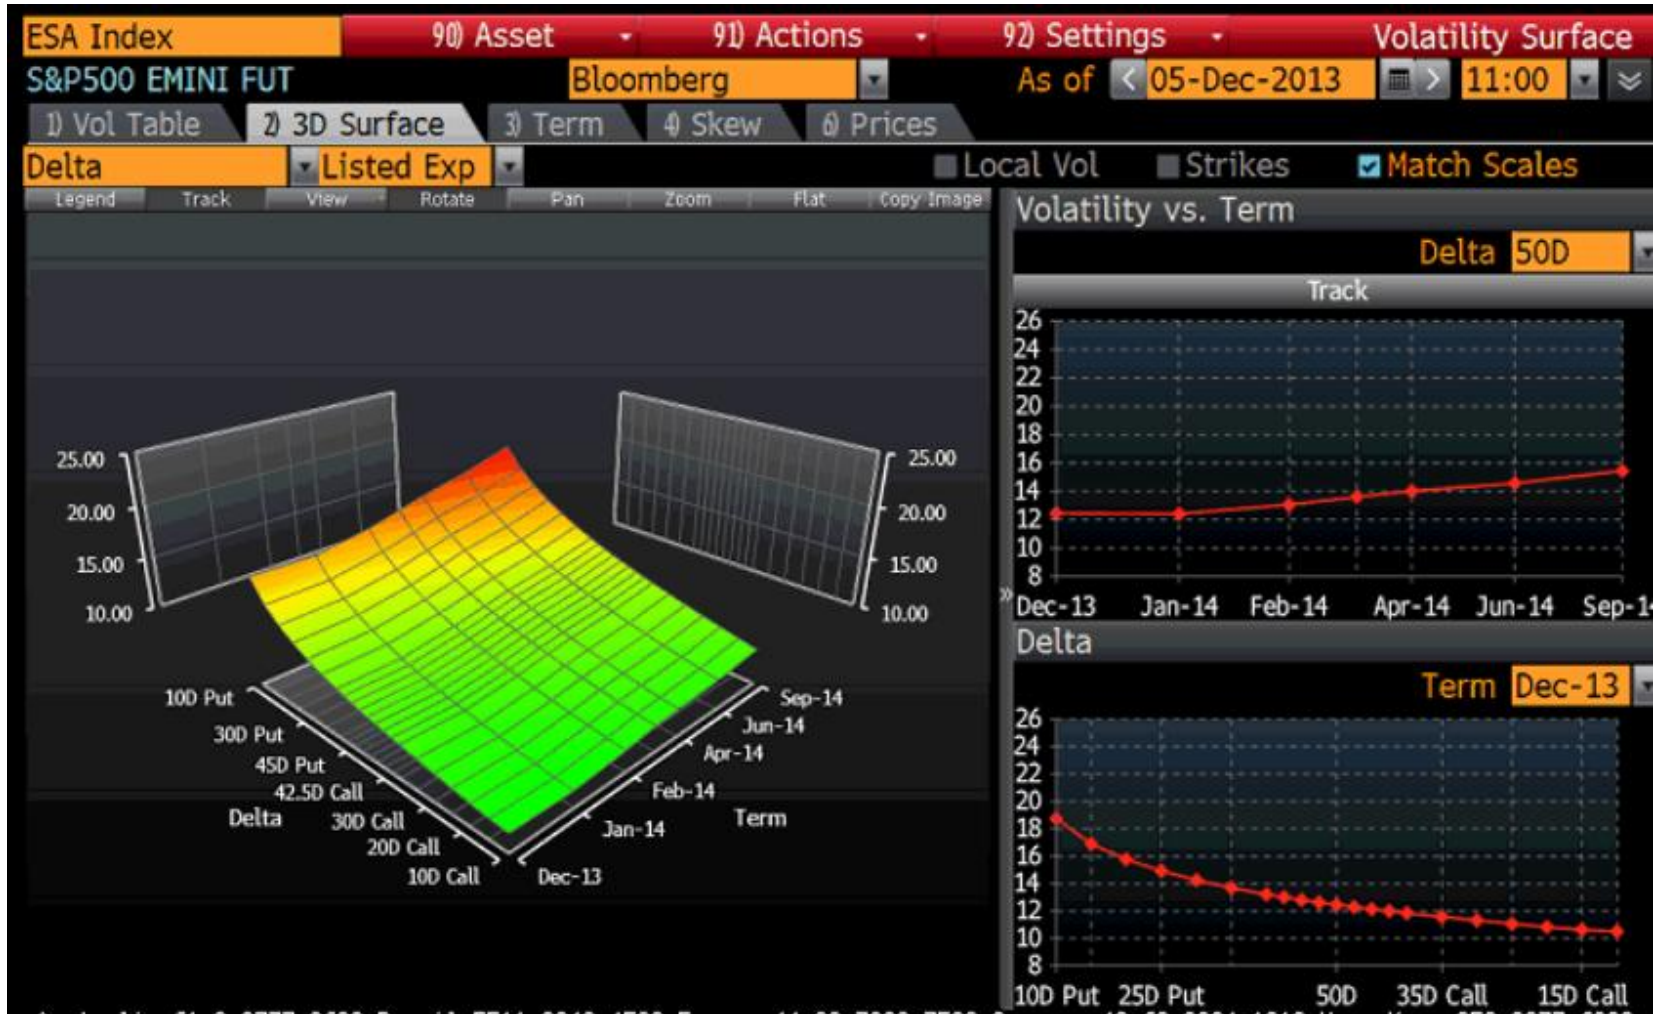 ESA Index 90) Asset 91) Actions 92) Settings Volatility Surface
S&P500 EMINI FUT Bloomberg As of < 05-Dec-2013 > 11:00
1) Vol Table 2) 3D Surface 3) Term 4) Skew 6) Prices
Delta Listed Exp Local Vol Strikes Match Scales
Legend Track View Rotate Pan Zoom Flat Copy Image
25.00
20.00
15.00
10.00
25.00
20.00
15.00
10.00
10D Put
30D Put
45D Put
42.5D Call
30D Call
20D Call
10D Call
Delta
Sep-14
Jun-14
Apr-14
Feb-14
Jan-14
Dec-13
Term
»
Volatility vs. Term
Delta 50D
Track
26
24
22
20
18
16
14
12
10
8
Dec-13 Jan-14 Feb-14 Apr-14 Jun-14 Sep-1
Delta
Term Dec-13
26
24
22
20
18
16
14
12
10
8
10D Put 25D Put 50D 35D Call 15D Call